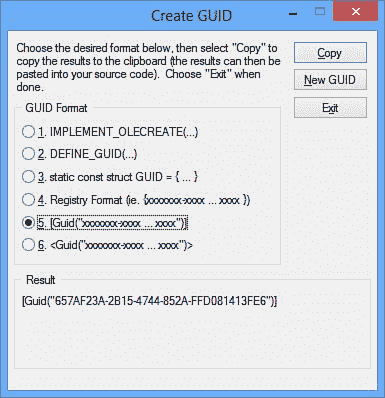 Create GUID
Choose the desired format below, then select "Copy" to
copy the results to the clipboard (the results can then be
pasted into your source code). Choose "Exit" when
done.
Copy
New GUID
Exit
GUID Format
1. IMPLEMENT_OLECREATE(...)
2. DEFINE_GUID(...)
3. static const struct GUID = { ... }
4. Registry Format (ie. {xxxxxxx-xxxx ... xxxx })
5. [Guid("xxxxxxx-xxxx ... xxxx")]
6. <Guid("xxxxxxx-xxxx ... xxxx")>
Result
[Guid("657AF23A-2B15-4744-852A-FFD081413FE6")]